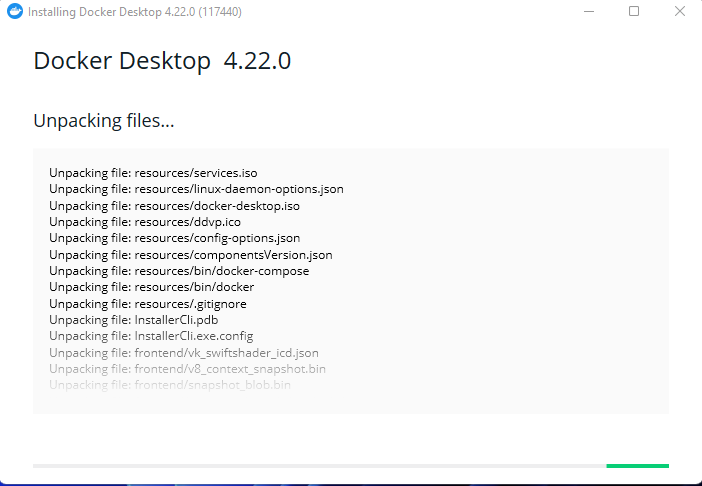 Installing Docker Desktop 4.22.0 (117440)
Docker Desktop 4.22.0
Unpacking files...
Unpacking file: resources/services.iso
Unpacking file: resources/linux-daemon-options.json
Unpacking file: resources/docker-desktop.iso
Unpacking file: resources/ddvp.ico
Unpacking file: resources/config-options.json
Unpacking file: resources/componentsVersion.json
Unpacking file: resources/bin/docker-compose
Unpacking file: resources/bin/docker
Unpacking file: resources/.gitignore
Unpacking file: InstallerCli.pdb
Unpacking file: InstallerCli.exe.config
Unpacking file: frontend/vk_swiftshader_icd.json
Unpacking file: frontend/v8_context_snapshot.bin
Unpacking file: frontend/snapshot_blob.bin